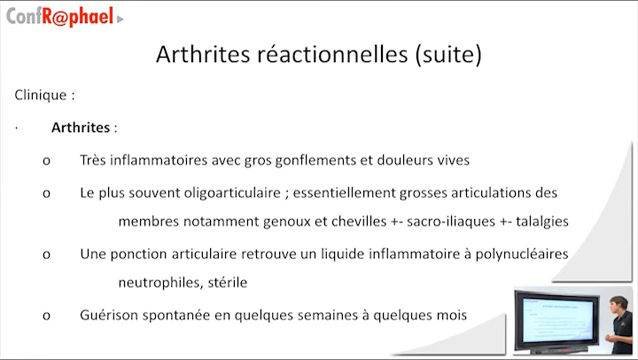 ConfR@phael
Arthrites réactionnelles (suite)
Clinique :
· Arthrites :
o Très inflammatoires avec gros gonflements et douleurs vives
o Le plus souvent oligoarticulaire ; essentiellement grosses articulations des
membres notamment genoux et chevilles +- sacro-iliaques +- talalgies
o Une ponction articulaire retrouve un liquide inflammatoire à polynucléaires
neutrophiles, stérile
o Guérison spontanée en quelques semaines à quelques mois